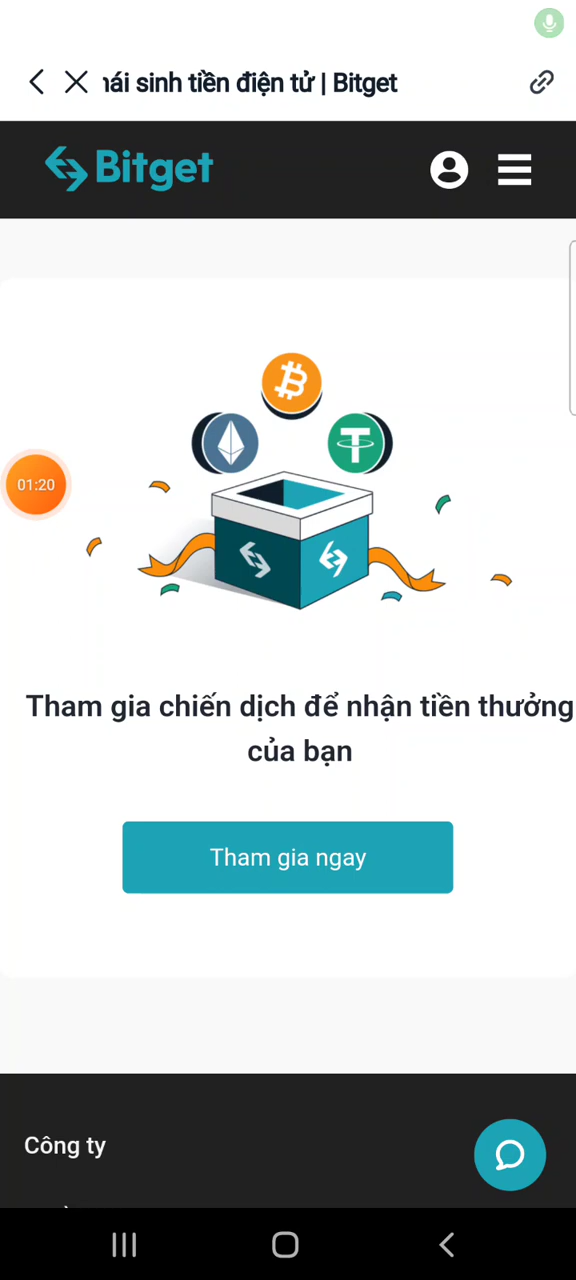 hái sinh tiền điện tử | Bitget
Bitget
01:20
Tham gia chiến dịch để nhận tiền thưởng
của bạn
Tham gia ngay
Công ty